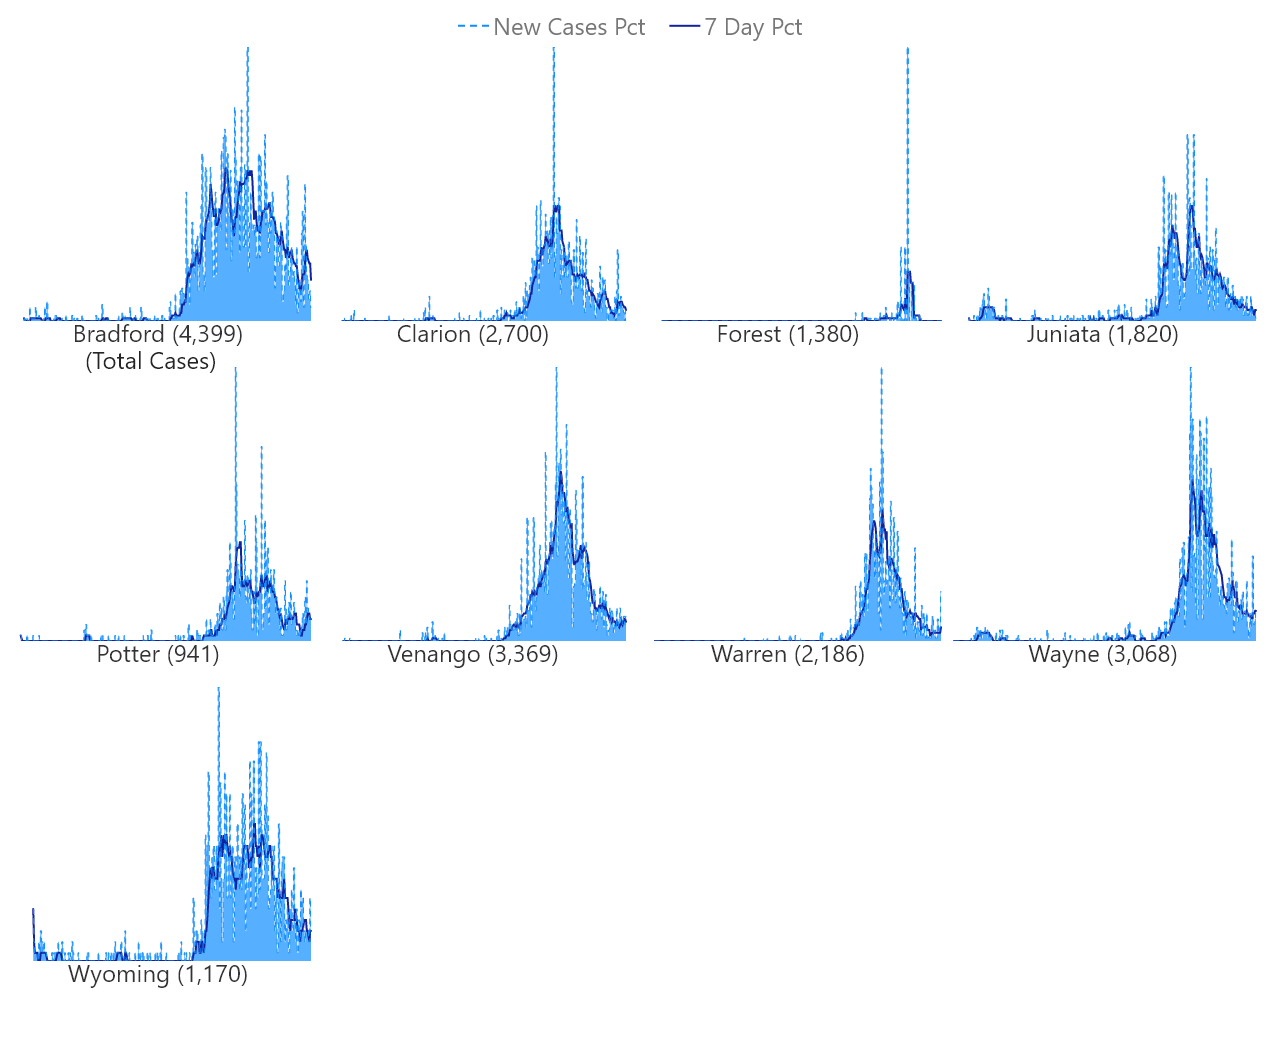 New Cases Pct 7 Day Pct
Bradford (4,399)
(Total Cases)
Clarion (2,700)
Forest (1,380)
Juniata (1,820)
Potter (941)
Venango (3,369)
Warren (2,186)
Wayne (3,068)
Wyoming (1,170)